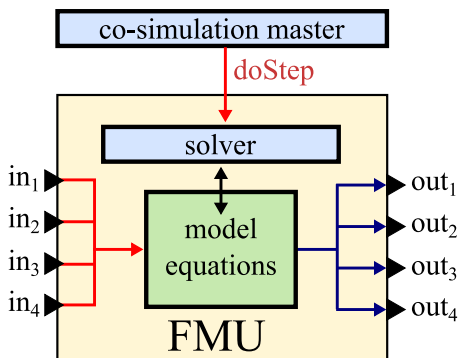 co-simulation master
doStep
solver
in₁
in₂
in₃
in₄
model
equations
out₁
out₂
out₃
out₄
FMU